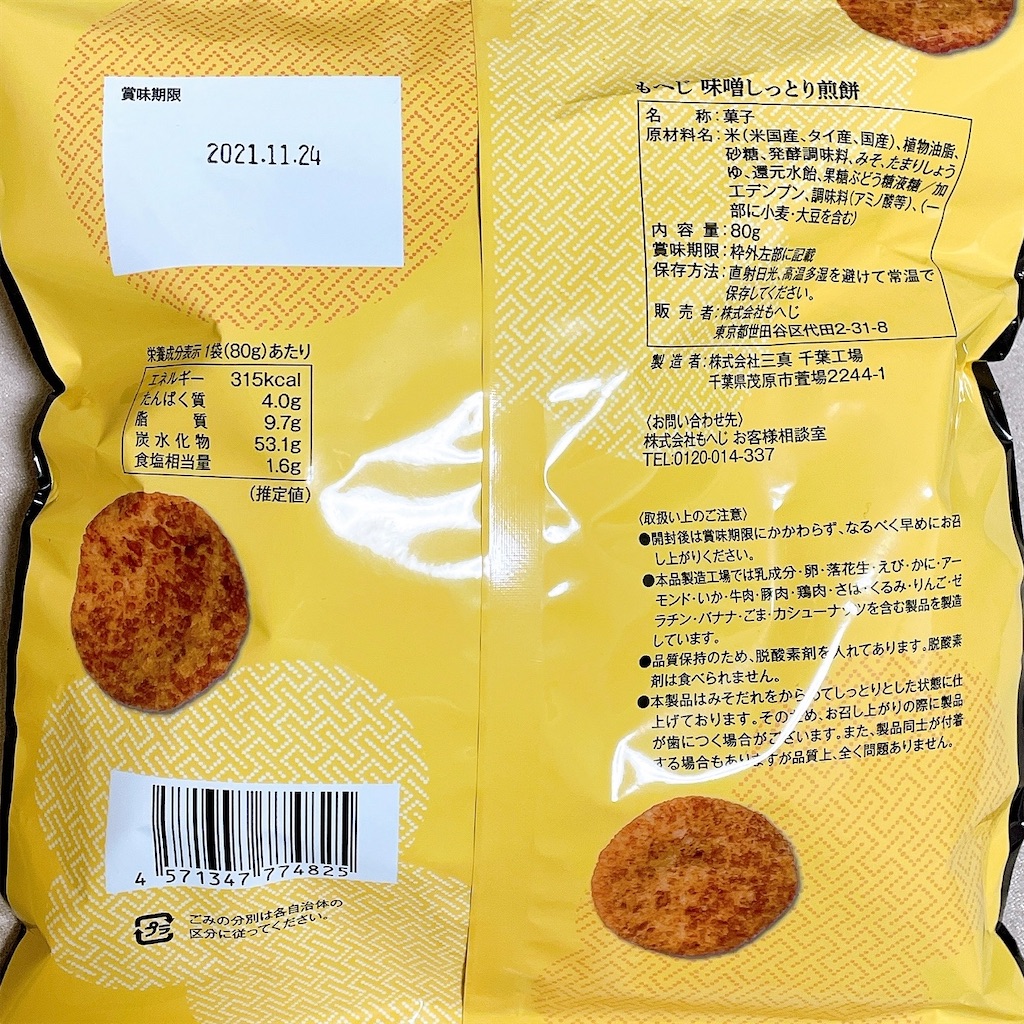 賞味期限
2021.11.24
栄養成分表示 1袋(80g)あたり
エネルギー 315kcal
たんぱく質 4.0g
脂質 9.7g
炭水化物 53.1g
食塩相当量 1.6g
(推定値)
4 571347 774825
プラ
ごみの分別は各自治体の
区分に従ってください。
もへじ 味噌しっとり煎餅
名称:菓子
原材料名:米(米国産、タイ産、国産)、植物油脂、
砂糖、発酵調味料、みそ、たまりしょう
ゆ、還元水飴、果糖ぶどう糖液糖/加
工デンプン、調味料(アミノ酸等)、(一
部に小麦・大豆を含む)
内容量:80g
賞味期限:枠外左部に記載
保存方法:直射日光、高温多湿を避けて常温で
保存してください。
販売者:株式会社もへじ
東京都世田谷区代田2-31-8
製造者:株式会社三真 千葉工場
千葉県茂原市萱場2244-1
〈お問い合わせ先〉
株式会社もへじ お客様相談室
TEL:0120-014-337
〈取扱い上のご注意〉
●開封後は賞味期限にかかわらず、なるべく早めにお召
し上がりください。
●本品製造工場では乳成分・卵・落花生・えび・かに・アー
モンド・いか・牛肉・豚肉・鶏肉・さば・くるみ・りんご・ゼ
ラチン・バナナ・ごま・カシューナッツを含む製品を製造
しています。
●品質保持のため、脱酸素剤を入れてあります。脱酸素
剤は食べられません。
●本製品はみそだれをからめてしっとりとした状態に仕
上げております。そのため、お召し上がりの際に製品
が歯につく場合がございます。また、製品同士が付着
する場合もありますが品質上、全く問題ありません。